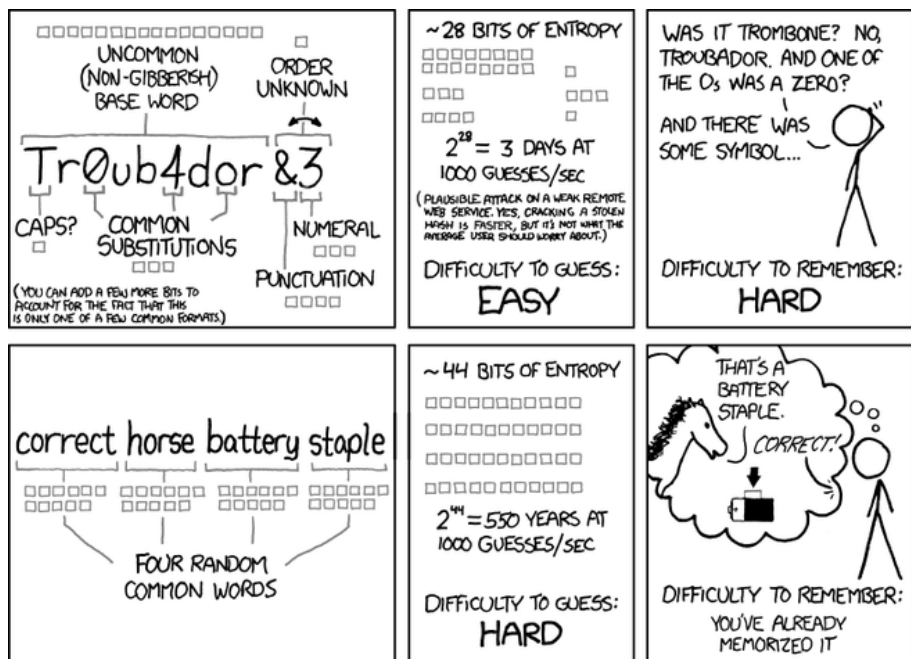 UNCOMMON
(NON-GIBBERISH)
BASE WORD
ORDER
UNKNOWN
Tr0ub4dor&3
CAPS?
COMMON
SUBSTITUTIONS
NUMERAL
PUNCTUATION
(YOU CAN ADD A FEW MORE BITS TO
ACCOUNT FOR THE FACT THAT THIS
IS ONLY ONE OF A FEW COMMON FORMATS.)
~28 BITS OF ENTROPY
2^28 = 3 DAYS AT
1000 GUESSES/SEC
(PLAUSIBLE ATTACK ON A WEAK REMOTE
WEB SERVICE. YES, CRACKING A STOLEN
HASH IS FASTER, BUT IT'S NOT WHAT THE
AVERAGE USER SHOULD WORRY ABOUT.)
DIFFICULTY TO GUESS:
EASY
WAS IT TROMBONE? NO,
TROUBADOR. AND ONE OF
THE Os WAS A ZERO?
AND THERE WAS
SOME SYMBOL...
DIFFICULTY TO REMEMBER:
HARD
correct horse battery staple
FOUR RANDOM
COMMON WORDS
~44 BITS OF ENTROPY
2^44 = 550 YEARS AT
1000 GUESSES/SEC
DIFFICULTY TO GUESS:
HARD
THAT'S A
BATTERY
STAPLE.
CORRECT!
DIFFICULTY TO REMEMBER:
YOU'VE ALREADY
MEMORIZED IT